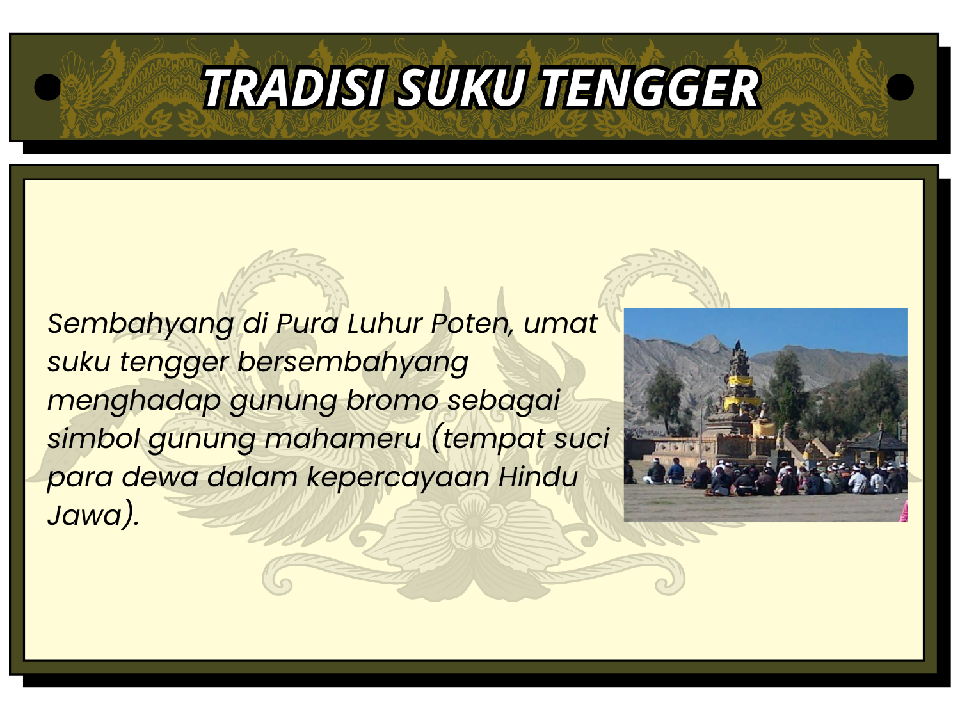 TRADISI SUKU TENGGER
Sembahyang di Pura Luhur Poten, umat
suku tengger bersembahyang
menghadap gunung bromo sebagai
simbol gunung mahameru (tempat suci
para dewa dalam kepercayaan Hindu
Jawa).